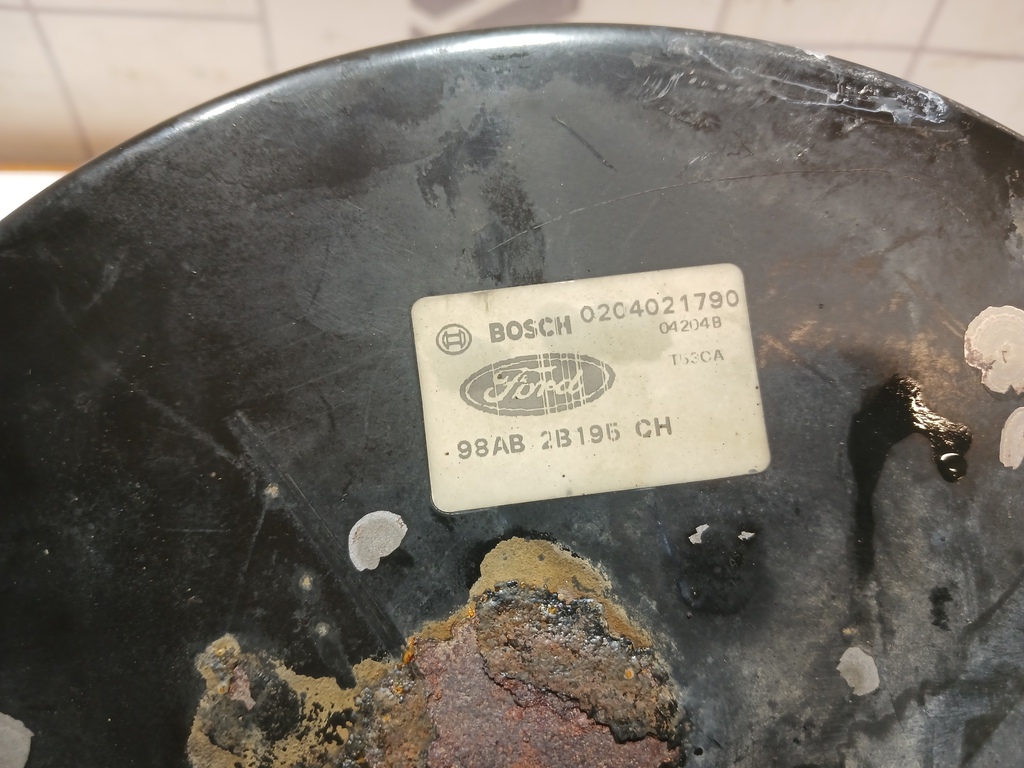 BOSCH 0204021790
04204B
T53CA
Ford
98AB 2B195 CH